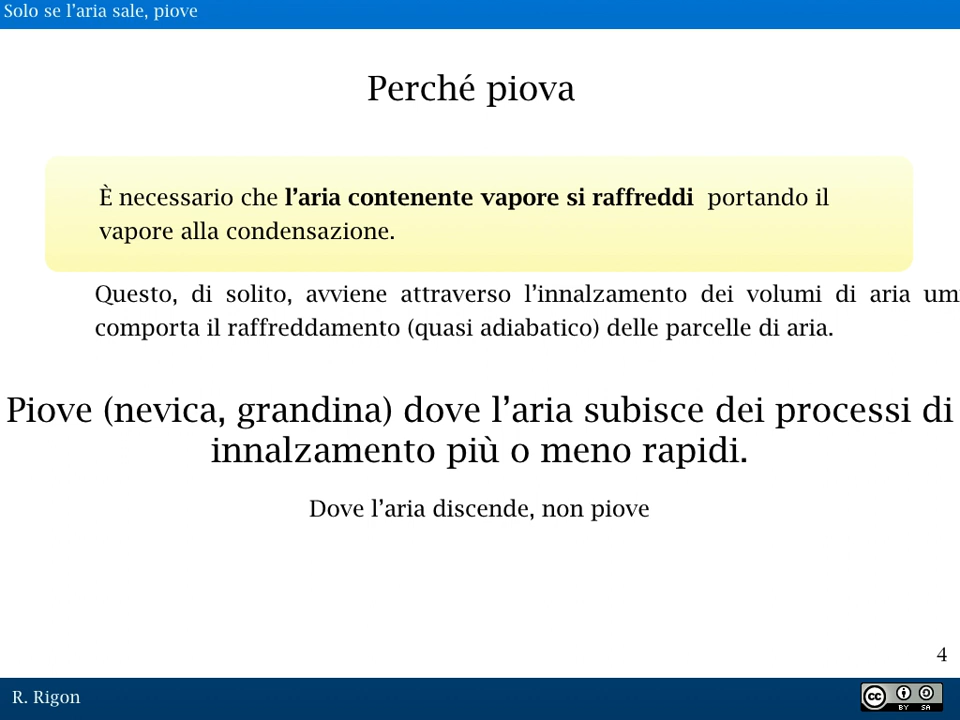 Solo se l’aria sale, piove
Perché piova
È necessario che l’aria contenente vapore si raffreddi portando il
vapore alla condensazione.
Questo, di solito, avviene attraverso l’innalzamento dei volumi di aria um
comporta il raffreddamento (quasi adiabatico) delle parcelle di aria.
Piove (nevica, grandina) dove l’aria subisce dei processi di
innalzamento più o meno rapidi.
Dove l’aria discende, non piove
4
R. Rigon
cc
BY SA